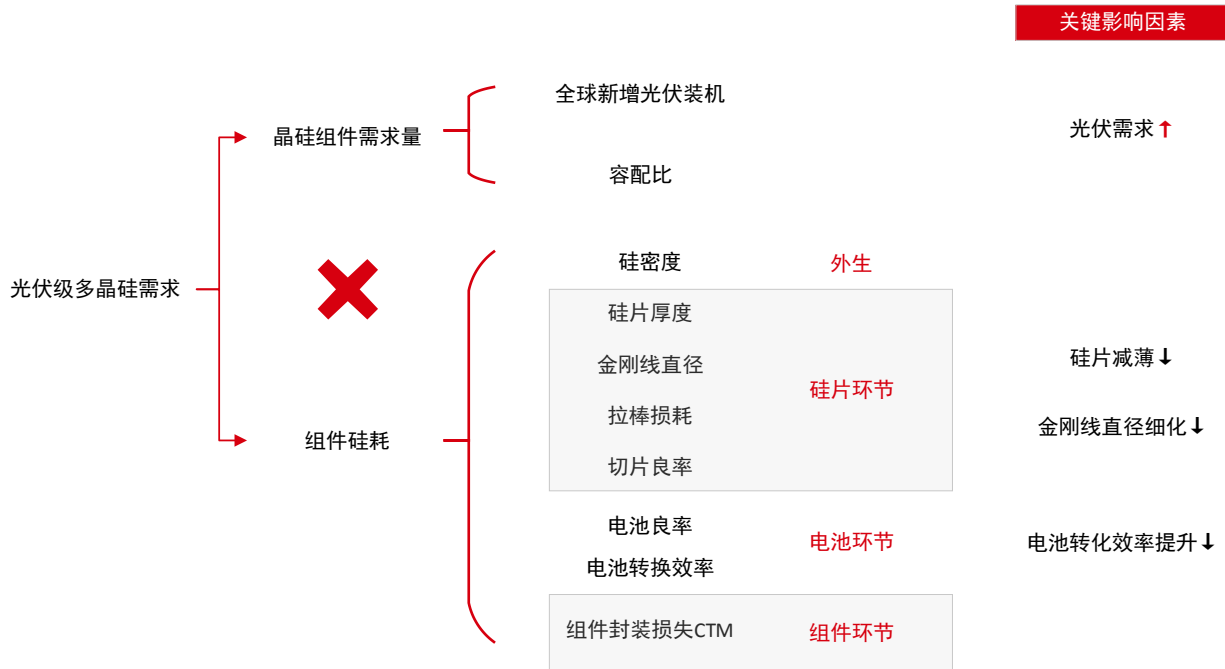 关键影响因素
全球新增光伏装机
晶硅组件需求量
光伏需求↑
容配比
光伏级多晶硅需求
硅密度
外生
硅片厚度
金刚线直径
硅片环节
拉棒损耗
切片良率
硅片减薄↓
金刚线直径细化↓
组件硅耗
电池良率
电池环节
电池转换效率
电池转化效率提升↓
组件封装损失CTM
组件环节